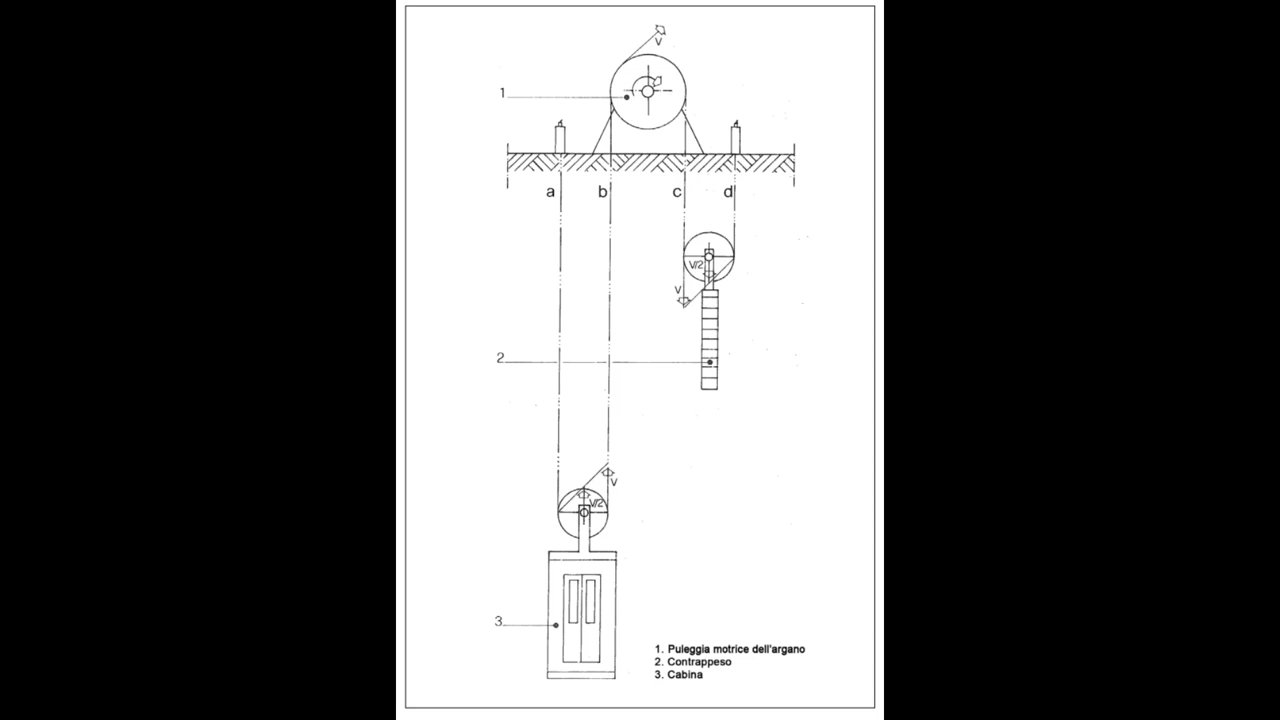 V
1
a b c d
V/2
V
2
V
V/2
3
1. Puleggia motrice dell'argano
2. Contrappeso
3. Cabina